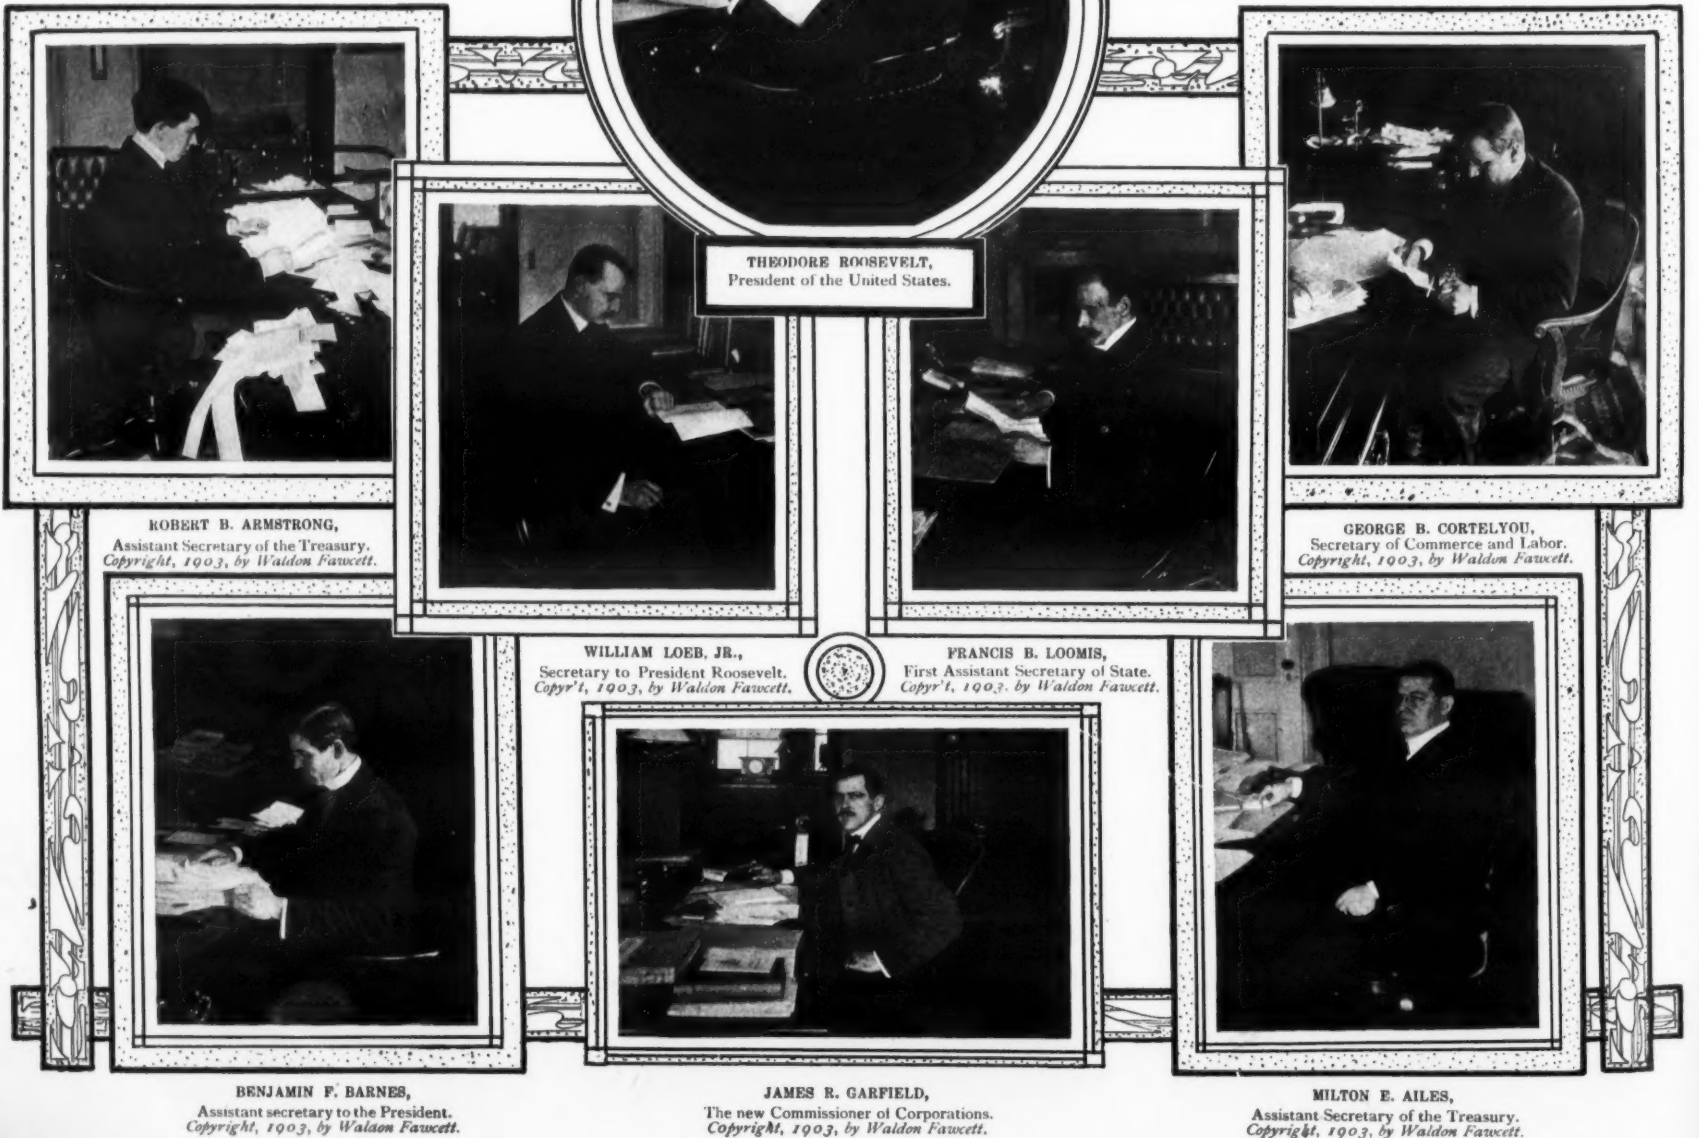 THEODORE ROOSEVELT,
President of the United States.
ROBERT B. ARMSTRONG,
Assistant Secretary of the Treasury.
Copyright, 1903, by Waldon Fawcett.
GEORGE B. CORTELYOU,
Secretary of Commerce and Labor.
Copyright, 1903, by Waldon Fawcett.
WILLIAM LOEB, JR.,
Secretary to President Roosevelt.
Copyr't, 1903, by Waldon Fawcett.
FRANCIS B. LOOMIS,
First Assistant Secretary of State.
Copyr't, 1903. by Waldon Fawcett.
BENJAMIN F. BARNES,
Assistant secretary to the President.
Copyright, 1903, by Waldon Fawcett.
JAMES R. GARFIELD,
The new Commissioner of Corporations.
Copyright, 1903, by Waldon Fawcett.
MILTON E. AILES,
Assistant Secretary of the Treasury.
Copyright, 1903, by Waldon Fawcett.